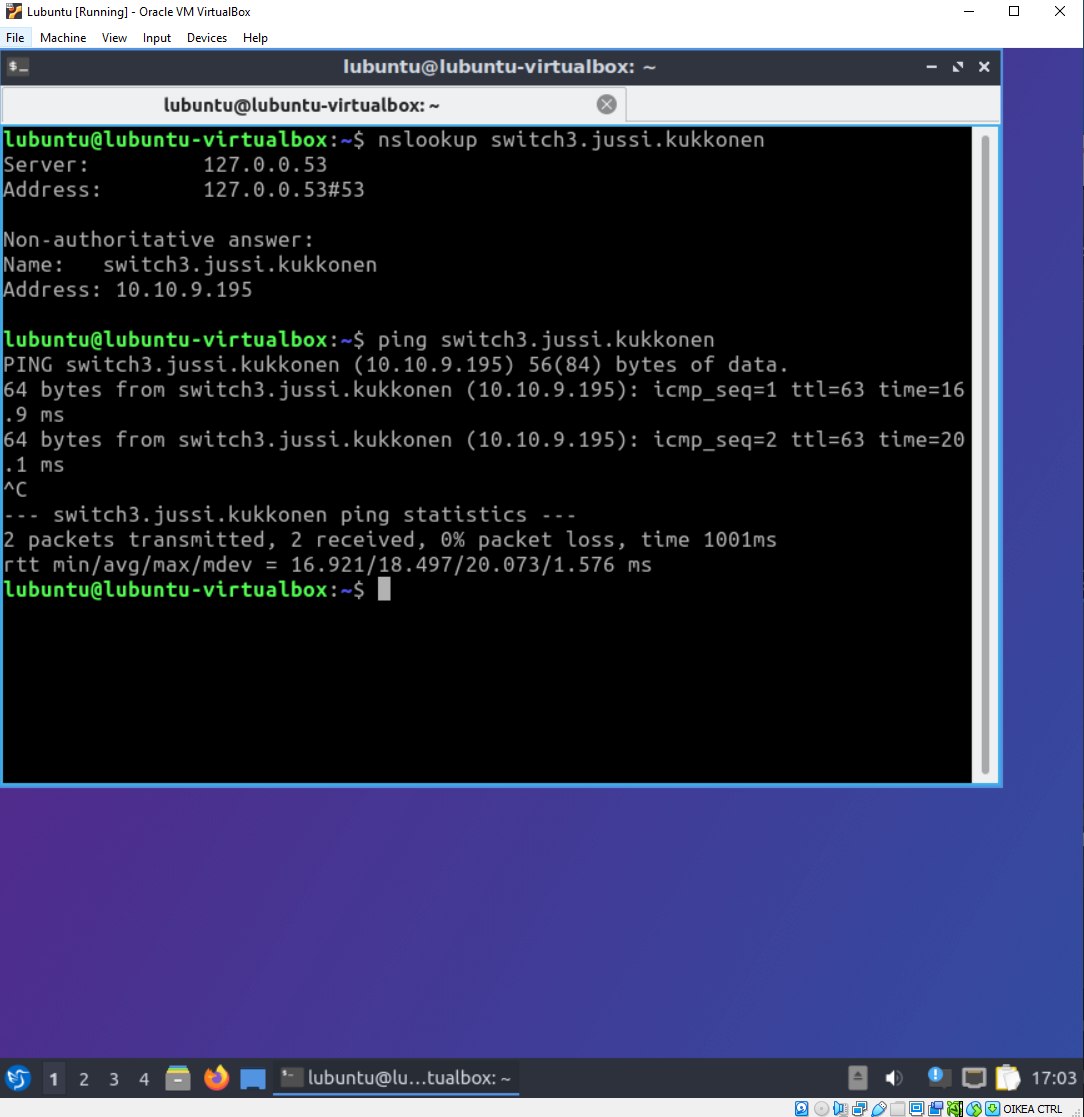 Lubuntu [Running] - Oracle VM VirtualBox
File Machine View Input Devices Help
lubuntu@lubuntu-virtualbox: ~
lubuntu@lubuntu-virtualbox: ~
lubuntu@lubuntu-virtualbox:~$ nslookup switch3.jussi.kukkonen
Server:         127.0.0.53
Address:        127.0.0.53#53
Non-authoritative answer:
Name:   switch3.jussi.kukkonen
Address: 10.10.9.195
lubuntu@lubuntu-virtualbox:~$ ping switch3.jussi.kukkonen
PING switch3.jussi.kukkonen (10.10.9.195) 56(84) bytes of data.
64 bytes from switch3.jussi.kukkonen (10.10.9.195): icmp_seq=1 ttl=63 time=16
.9 ms
64 bytes from switch3.jussi.kukkonen (10.10.9.195): icmp_seq=2 ttl=63 time=20
.1 ms
^C
--- switch3.jussi.kukkonen ping statistics ---
2 packets transmitted, 2 received, 0% packet loss, time 1001ms
rtt min/avg/max/mdev = 16.921/18.497/20.073/1.576 ms
lubuntu@lubuntu-virtualbox:~$
1 2 3 4 lubuntu@lu...tualbox: ~ 17:03
OIKEA CTRL